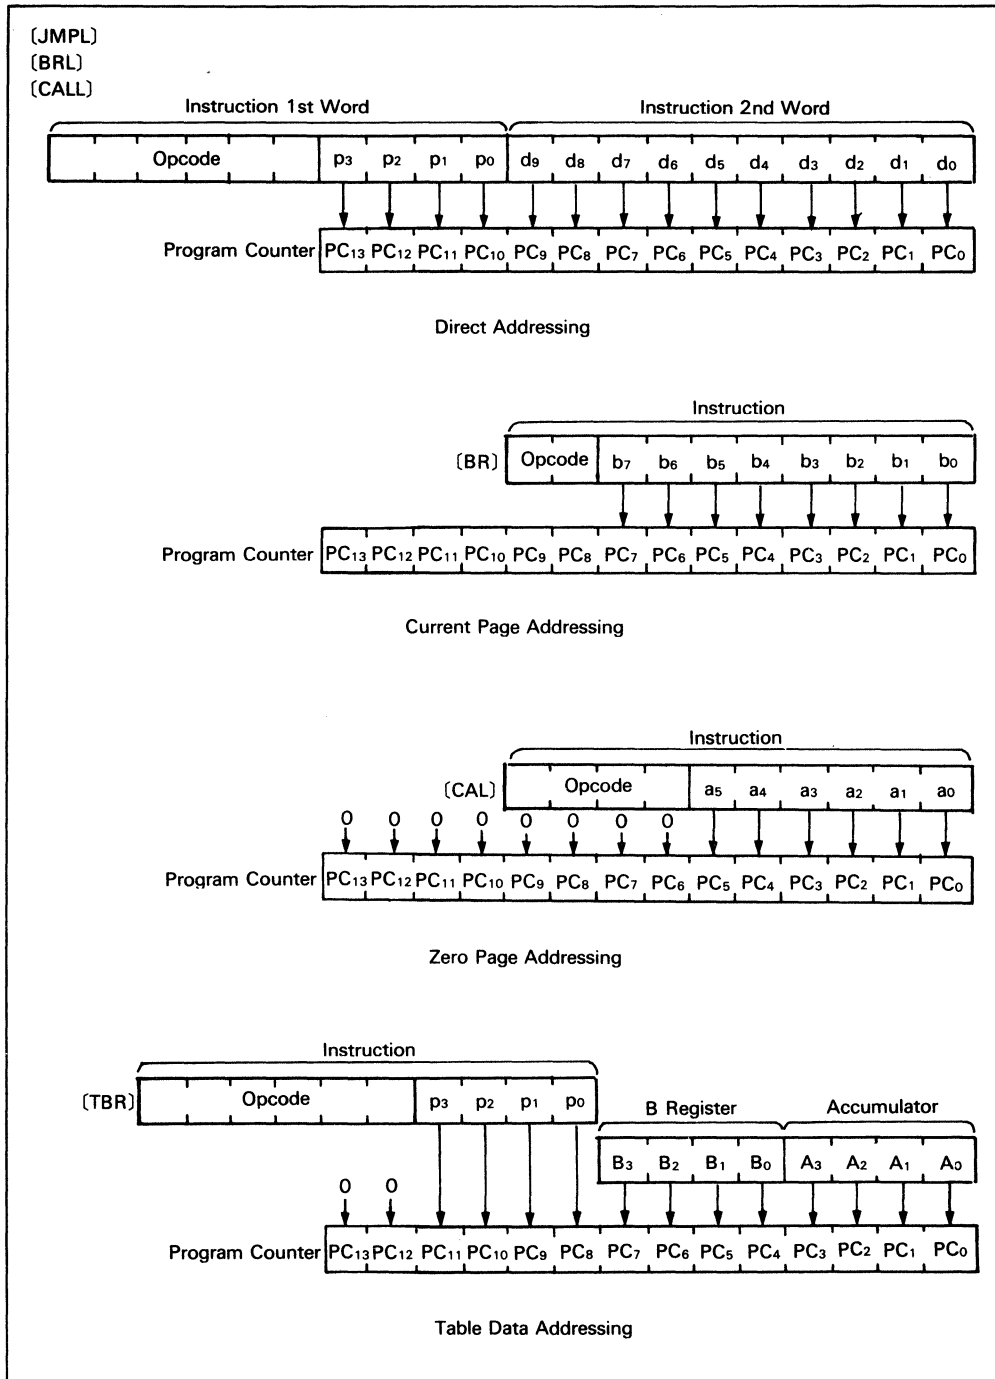 [JMPL]
[BRL]
[CALL]
Instruction 1st Word Instruction 2nd Word
Opcode p3 p2 p1 p0 d9 d8 d7 d6 d5 d4 d3 d2 d1 d0
Program Counter PC13 PC12 PC11 PC10 PC9 PC8 PC7 PC6 PC5 PC4 PC3 PC2 PC1 PC0
Direct Addressing
Instruction
[BR] Opcode b7 b6 b5 b4 b3 b2 b1 b0
Program Counter PC13 PC12 PC11 PC10 PC9 PC8 PC7 PC6 PC5 PC4 PC3 PC2 PC1 PC0
Current Page Addressing
Instruction
[CAL] Opcode a5 a4 a3 a2 a1 a0
0 0 0 0 0 0 0 0
Program Counter PC13 PC12 PC11 PC10 PC9 PC8 PC7 PC6 PC5 PC4 PC3 PC2 PC1 PC0
Zero Page Addressing
Instruction
[TBR] Opcode p3 p2 p1 p0
B Register Accumulator
B3 B2 B1 B0 A3 A2 A1 A0
0 0
Program Counter PC13 PC12 PC11 PC10 PC9 PC8 PC7 PC6 PC5 PC4 PC3 PC2 PC1 PC0
Table Data Addressing